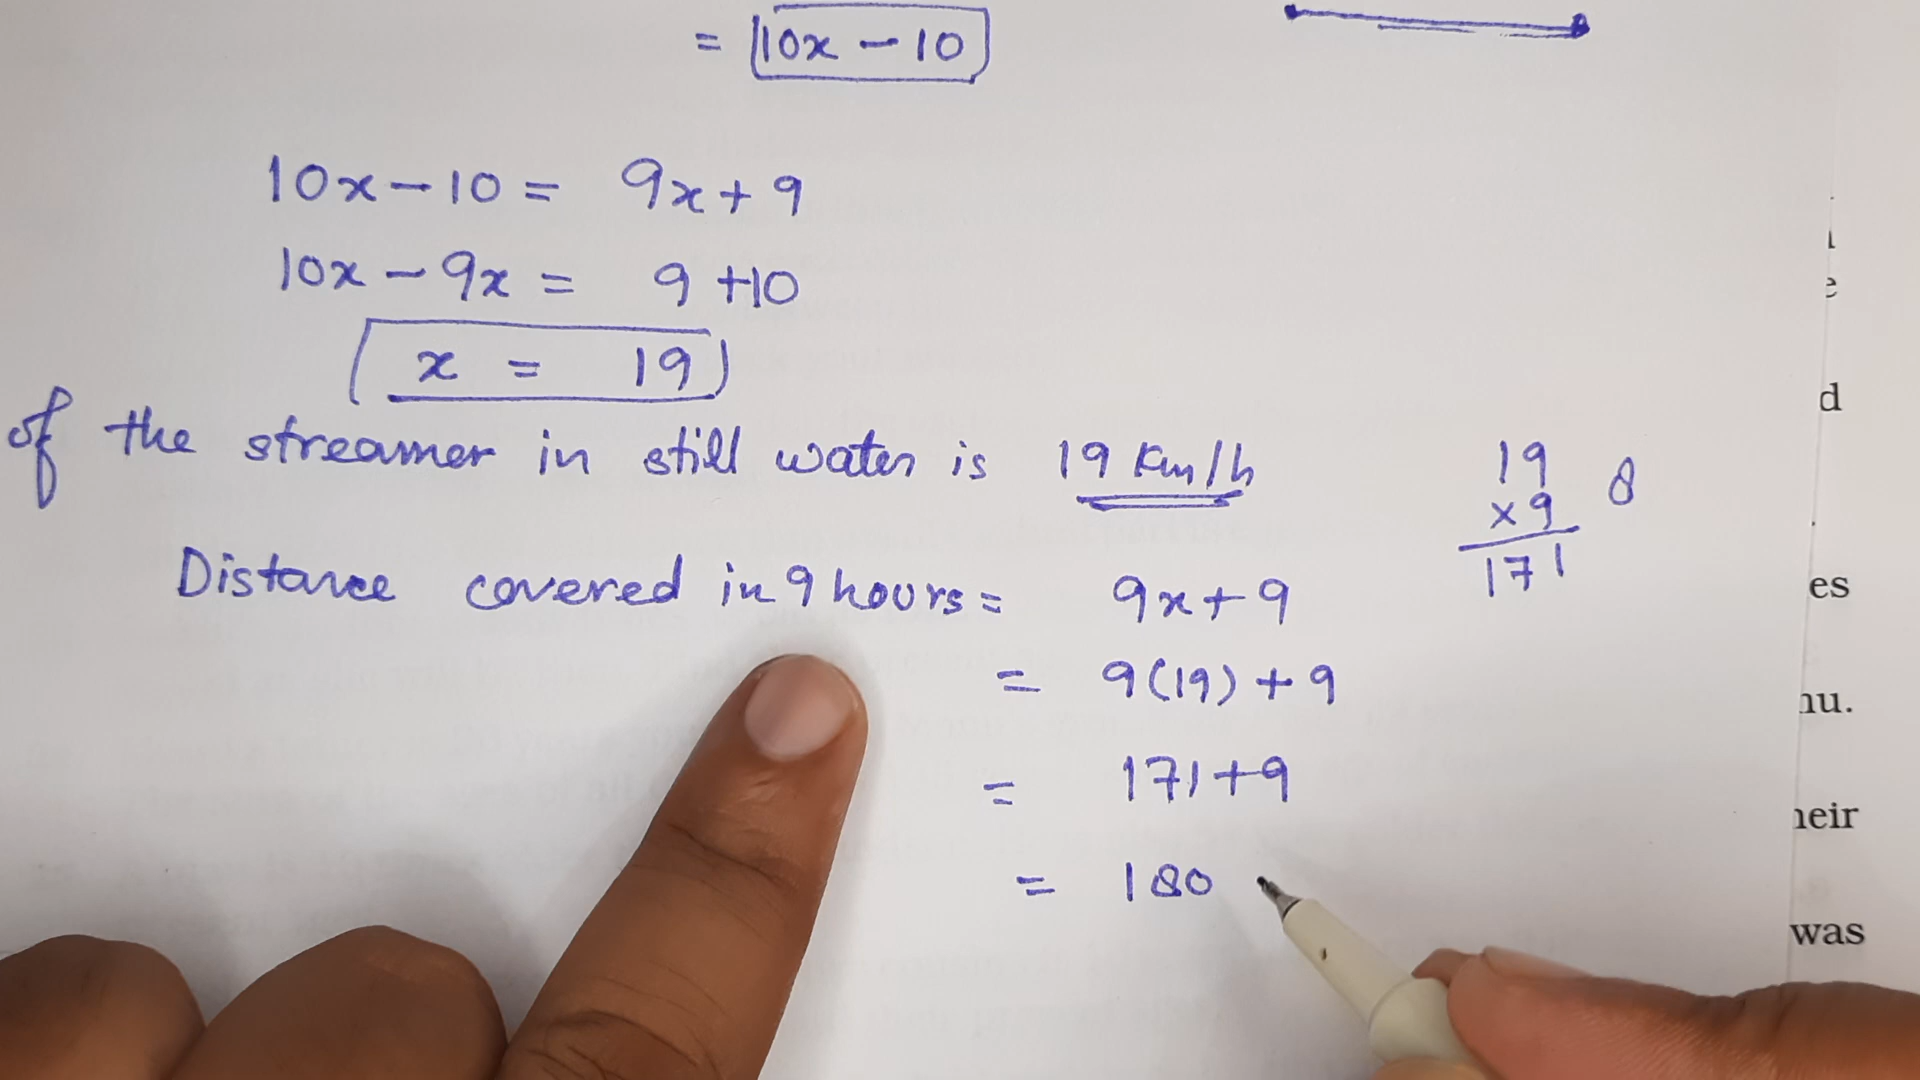 = 10x - 10
10x - 10 = 9x + 9
10x - 9x = 9 + 10
x = 19
of the streamer in still water is 19 Km/h
19
x 9
171
8
Distance covered in 9 hours = 9x + 9
= 9(19) + 9
= 171 + 9
= 180
d
es
nu.
heir
was